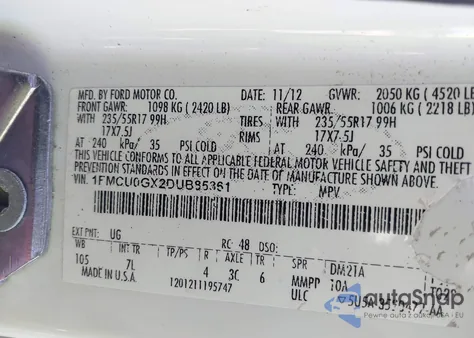 MFD. BY FORD MOTOR CO.
DATE: 11/12 GVWR: 2050 KG (4520 LB)
FRONT GAWR: 1098 KG (2420 LB) REAR GAWR: 1006 KG (2218 LB)
WITH 235/55R17 99H TIRES WITH 235/55R17 99H
17X7.5J RIMS 17X7.5J
AT 240 kPa/ 35 PSI COLD AT 240 kPa/ 35
THIS VEHICLE CONFORMS TO ALL APPLICABLE FEDERAL MOTOR VEHICLE SAFETY AND THEFT
PREVENTION STANDARDS IN EFFECT ON THE DATE OF MANUFACTURE SHOWN ABOVE.
VIN: 1FMCU0GX2DUB85361
TYPE: MPV
EXT PNT: UG RC: 48 DSO:
WB INT TR TP/PS R AXLE TR SPR
105 7L 4 3C 6 DM21A
MADE IN U.S.A. MMPP 10A
1201211195747 ULC
autoSnap